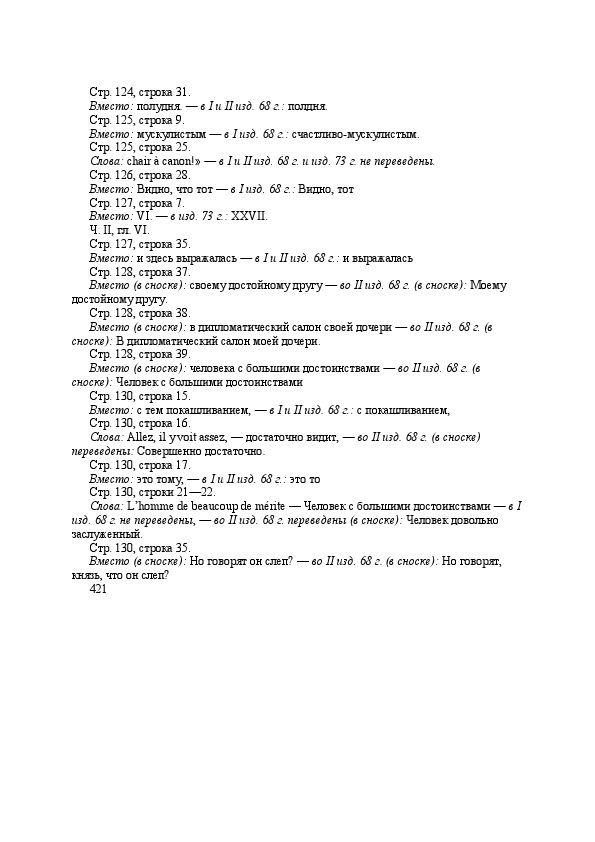 Стр. 124, строка 31.
Вместо: полудня. — в I и II изд. 68 г.: полдня.
Стр. 125, строка 9.
Вместо: мускулистым — в I изд. 68 г.: счастливо-мускулистым.
Стр. 125, строка 25.
Слова: chair à canon!» — в I и II изд. 68 г. и изд. 73 г. не переведены.
Стр. 126, строка 28.
Вместо: Видно, что тот — в I изд. 68 г.: Видно, тот
Стр. 127, строка 7.
Вместо: VI. — в изд. 73 г.: XXVII.
Ч. II, гл. VI.
Стр. 127, строка 35.
Вместо: и здесь выражалась — в I и II изд. 68 г.: и выражалась
Стр. 128, строка 37.
Вместо (в сноске): своему достойному другу — во II изд. 68 г. (в сноске): Моему
достойному другу.
Стр. 128, строка 38.
Вместо (в сноске): в дипломатический салон своей дочери — во II изд. 68 г. (в
сноске): В дипломатический салон моей дочери.
Стр. 128, строка 39.
Вместо (в сноске): человека с большими достоинствами — во II изд. 68 г. (в
сноске): Человек с большими достоинствами
Стр. 130, строка 15.
Вместо: с тем покашливанием, — в I и II изд. 68 г.: с покашливанием,
Стр. 130, строка 16.
Слова: Allez, il y voit assez, — достаточно видит, — во II изд. 68 г. (в сноске)
переведены: Совершенно достаточно.
Стр. 130, строка 17.
Вместо: это тому, — в I и II изд. 68 г.: это то
Стр. 130, строки 21—22.
Слова: L’homme de beaucoup de mérite — Человек с большими достоинствами — в I
изд. 68 г. не переведены, — во II изд. 68 г. переведены (в сноске): Человек довольно
заслуженный.
Стр. 130, строка 35.
Вместо (в сноске): Но говорят он слеп? — во II изд. 68 г. (в сноске): Но говорят,
князь, что он слеп?
421